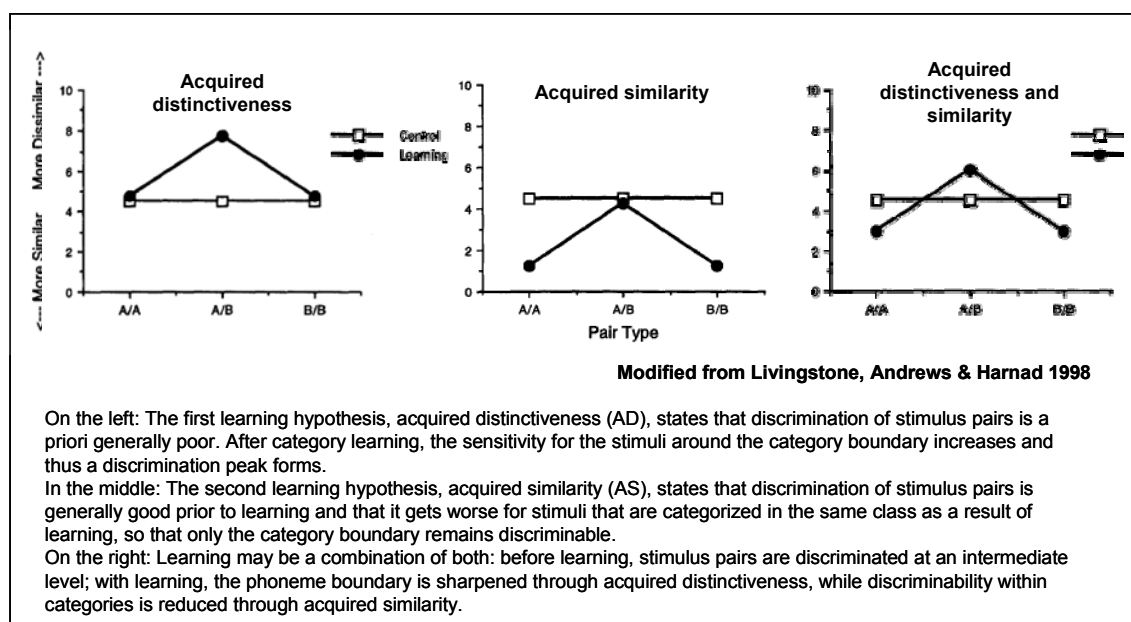 <--- More Similar     More Dissimilar --->
Acquired
distinctiveness
10
8
6
4
2
0
A/A
A/B
B/B
Control
Learning
Acquired similarity
10
8
6
4
2
0
A/A
A/B
B/B
Pair Type
Acquired
distinctiveness and
similarity
10
8
6
4
2
0
A/A
A/B
B/B
Modified from Livingstone, Andrews & Harnad 1998
On the left: The first learning hypothesis, acquired distinctiveness (AD), states that discrimination of stimulus pairs is a
priori generally poor. After category learning, the sensitivity for the stimuli around the category boundary increases and
thus a discrimination peak forms.
In the middle: The second learning hypothesis, acquired similarity (AS), states that discrimination of stimulus pairs is
generally good prior to learning and that it gets worse for stimuli that are categorized in the same class as a result of
learning, so that only the category boundary remains discriminable.
On the right: Learning may be a combination of both: before learning, stimulus pairs are discriminated at an intermediate
level; with learning, the phoneme boundary is sharpened through acquired distinctiveness, while discriminability within
categories is reduced through acquired similarity.